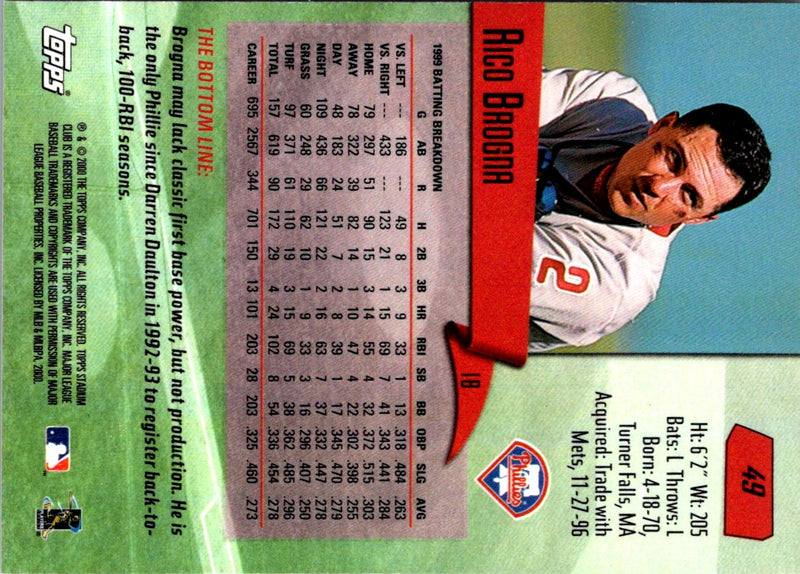 49
Ht: 6'2" Wt: 205
Bats: L Throws: L
Born: 4-18-70,
Turner Falls, MA
Acquired: Trade with
Mets, 11-27-96
Phillies
2
RICO BROGNA
1B
1999 BATTING BREAKDOWN
G AB R H 2B 3B HR RBI SB BB OBP SLG AVG
VS. LEFT --- 186 --- 49 8 3 9 33 1 13 .318 .484 .263
VS. RIGHT --- 433 --- 123 21 1 15 69 7 41 .343 .441 .284
HOME 79 297 51 90 15 3 14 55 4 32 .372 .515 .303
AWAY 78 322 39 82 14 1 10 47 4 22 .302 .398 .255
DAY 48 183 24 51 7 2 8 39 1 17 .345 .470 .279
NIGHT 109 436 66 121 22 2 16 63 7 37 .332 .447 .278
GRASS 60 248 29 62 10 1 9 33 3 16 .296 .407 .250
TURF 97 371 61 110 19 3 15 69 5 38 .362 .485 .296
TOTAL 157 619 90 172 29 4 24 102 8 54 .336 .454 .278
CAREER 695 2567 344 701 150 13 101 203 28 203 .325 .460 .273
THE BOTTOM LINE:
Brogna may lack classic first base power, but not production. He is
the only Phillie since Darren Daulton in 1992-93 to register back-to-
back, 100-RBI seasons.
TOPPS®
® & © 2000 THE TOPPS COMPANY, INC. ALL RIGHTS RESERVED. TOPPS STADIUM
CLUB IS A REGISTERED TRADEMARK OF THE TOPPS COMPANY, INC. MAJOR LEAGUE
BASEBALL TRADEMARKS AND COPYRIGHTS ARE USED WITH PERMISSION OF MAJOR
LEAGUE BASEBALL PROPERTIES, INC. LICENSED BY MLB & MLBPA, 2000.